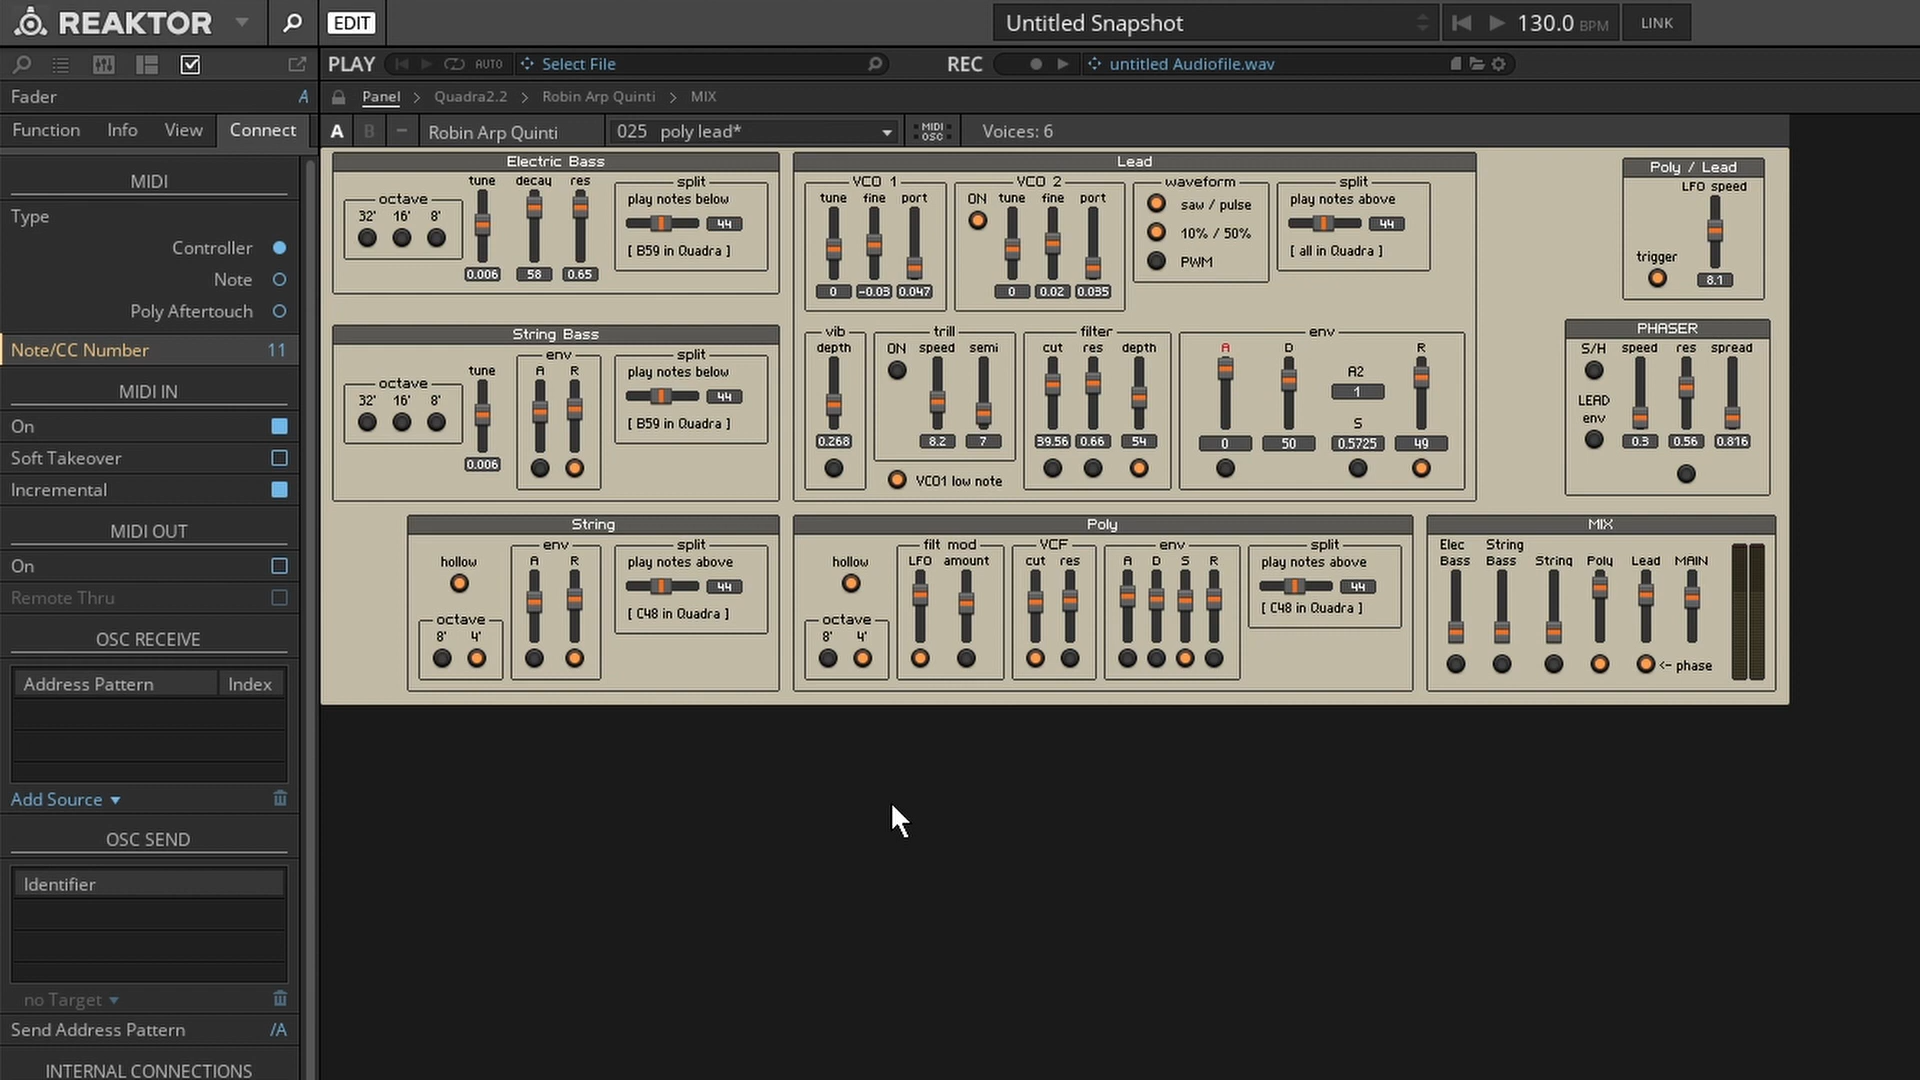 REAKTOR
EDIT
Untitled Snapshot
130.0 BPM
LINK
PLAY
AUTO
Select File
REC
untitled Audiofile.wav
Fader A
Panel > Quadra2.2 > Robin Arp Quinti > MIX
Function Info View Connect
A B Robin Arp Quinti
025 poly lead*
MIDI
OSC
Voices: 6
MIDI
Type
Controller
Note
Poly Aftertouch
Note/CC Number 11
MIDI IN
On
Soft Takeover
Incremental
MIDI OUT
On
Remote Thru
OSC RECEIVE
Address Pattern Index
Add Source
OSC SEND
Identifier
no Target
Send Address Pattern /A
INTERNAL CONNECTIONS
Electric Bass
octave
32' 16' 8'
tune decay res
0.006 58 0.65
split
play notes below
44
[ B59 in Quadra ]
String Bass
octave
32' 16' 8'
tune
0.006
env
A R
split
play notes below
44
[ B59 in Quadra ]
Lead
VCO 1
tune fine port
0 -0.03 0.047
VCO 2
ON tune fine port
0 0.02 0.035
waveform
saw / pulse
10% / 50%
PWM
split
play notes above
44
[ all in Quadra ]
vib
depth
0.268
trill
ON speed semi
8.2 7
VCO1 low note
filter
cut res depth
39.56 0.66 54
env
A D R
A2
1
S
0 50 0.5725 49
Poly / Lead
LFO speed
trigger
8.1
PHASER
S/H speed res spread
LEAD
env
0.3 0.56 0.816
String
hollow
octave
8' 4'
env
A R
split
play notes above
44
[ C48 in Quadra ]
Poly
hollow
octave
8' 4'
filt mod
LFO amount
VCF
cut res
env
A D S R
split
play notes above
44
[ C48 in Quadra ]
MIX
Elec String
Bass Bass String Poly Lead MAIN
<- phase